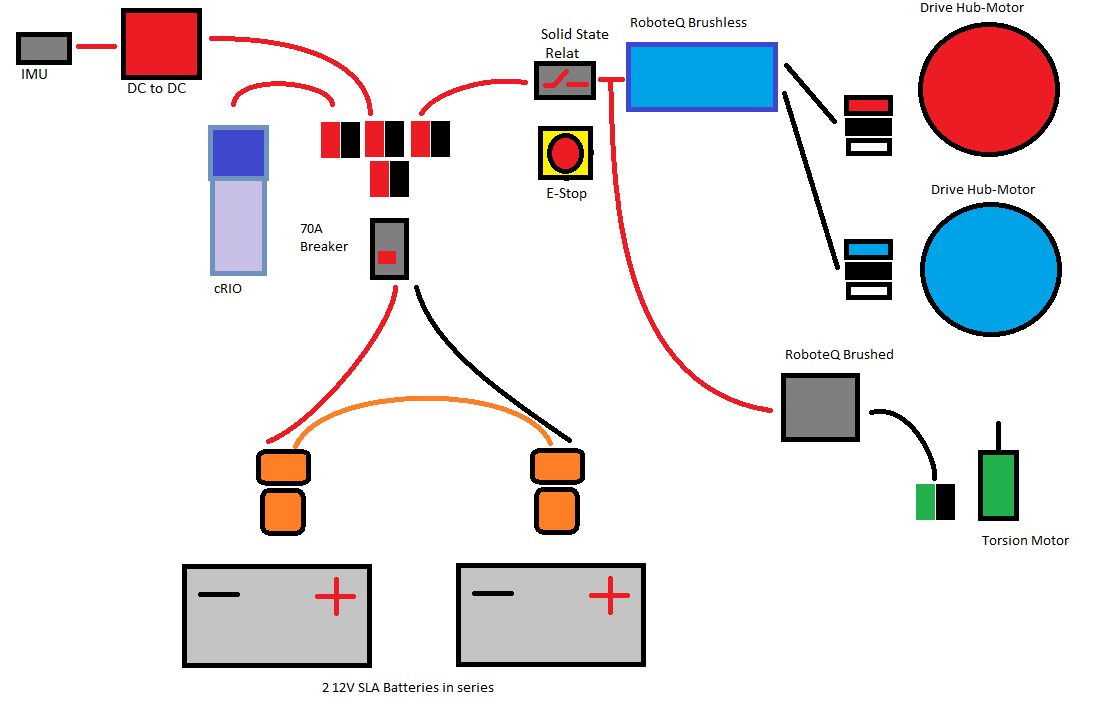 Drive Hub-Motor
RoboteQ Brushless
Solid State
Relat
IMU
DC to DC
E-Stop
Drive Hub-Motor
70A
Breaker
cRIO
RoboteQ Brushed
Torsion Motor
2 12V SLA Batteries in series